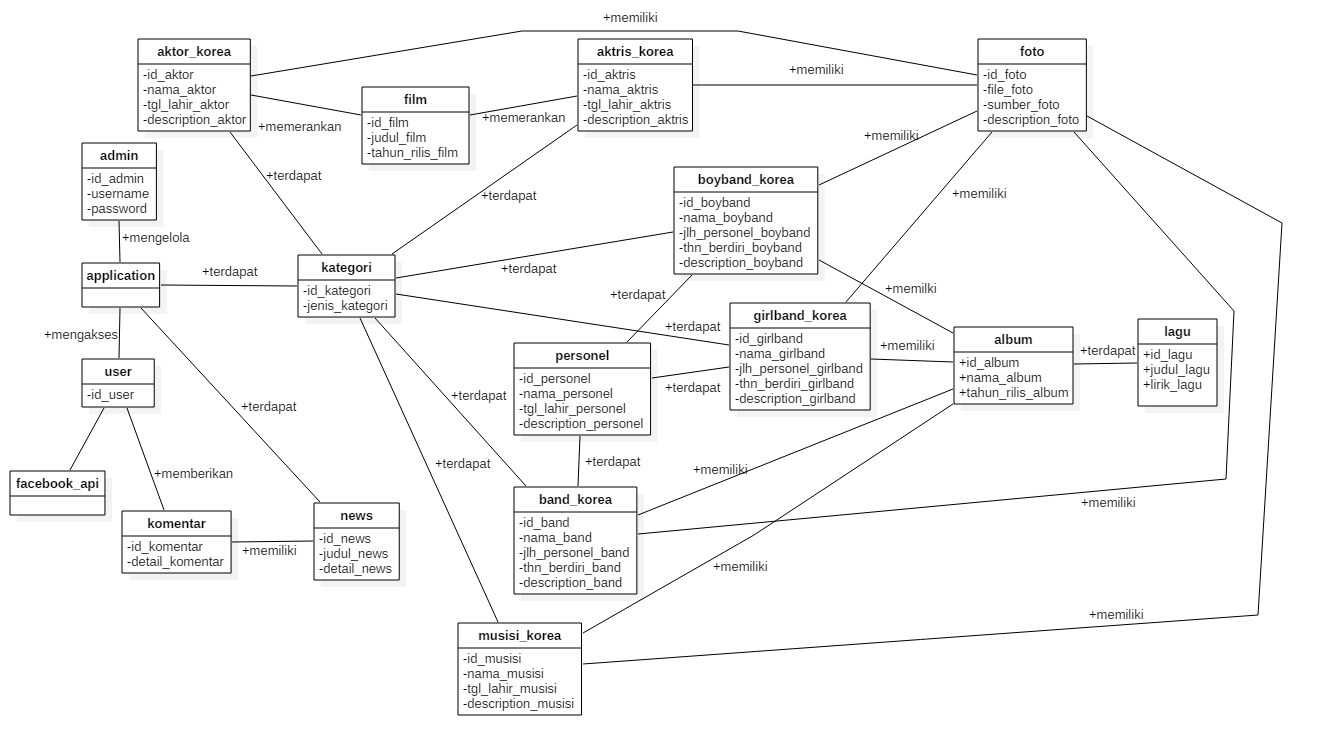 +memiliki
aktor_korea
-id_aktor
-nama_aktor
-tgl_lahir_aktor
-description_aktor
aktris_korea
-id_aktris
-nama_aktris
-tgl_lahir_aktris
-description_aktris
+memiliki
foto
-id_foto
-file_foto
-sumber_foto
-description_foto
film
-id_film
-judul_film
-tahun_rilis_film
+memerankan
+memerankan
+memiliki
admin
-id_admin
-username
-password
+terdapat
+terdapat
boyband_korea
-id_boyband
-nama_boyband
-jlh_personel_boyband
-thn_berdiri_boyband
-description_boyband
+memiliki
+mengelola
application
+terdapat
kategori
-id_kategori
-jenis_kategori
+terdapat
+terdapat
+memilki
girlband_korea
-id_girlband
-nama_girlband
-jlh_personel_girlband
-thn_berdiri_girlband
-description_girlband
+terdapat
+mengakses
personel
-id_personel
-nama_personel
-tgl_lahir_personel
-description_personel
+memiliki
album
+id_album
+nama_album
+tahun_rilis_album
+terdapat
lagu
+id_lagu
+judul_lagu
+lirik_lagu
user
-id_user
+terdapat
+terdapat
+terdapat
+terdapat
+terdapat
+memiliki
facebook_api
+memberikan
komentar
-id_komentar
-detail_komentar
+memiliki
news
-id_news
-judul_news
-detail_news
band_korea
-id_band
-nama_band
-jlh_personel_band
-thn_berdiri_band
-description_band
+memiliki
+memiliki
+memiliki
musisi_korea
-id_musisi
-nama_musisi
-tgl_lahir_musisi
-description_musisi